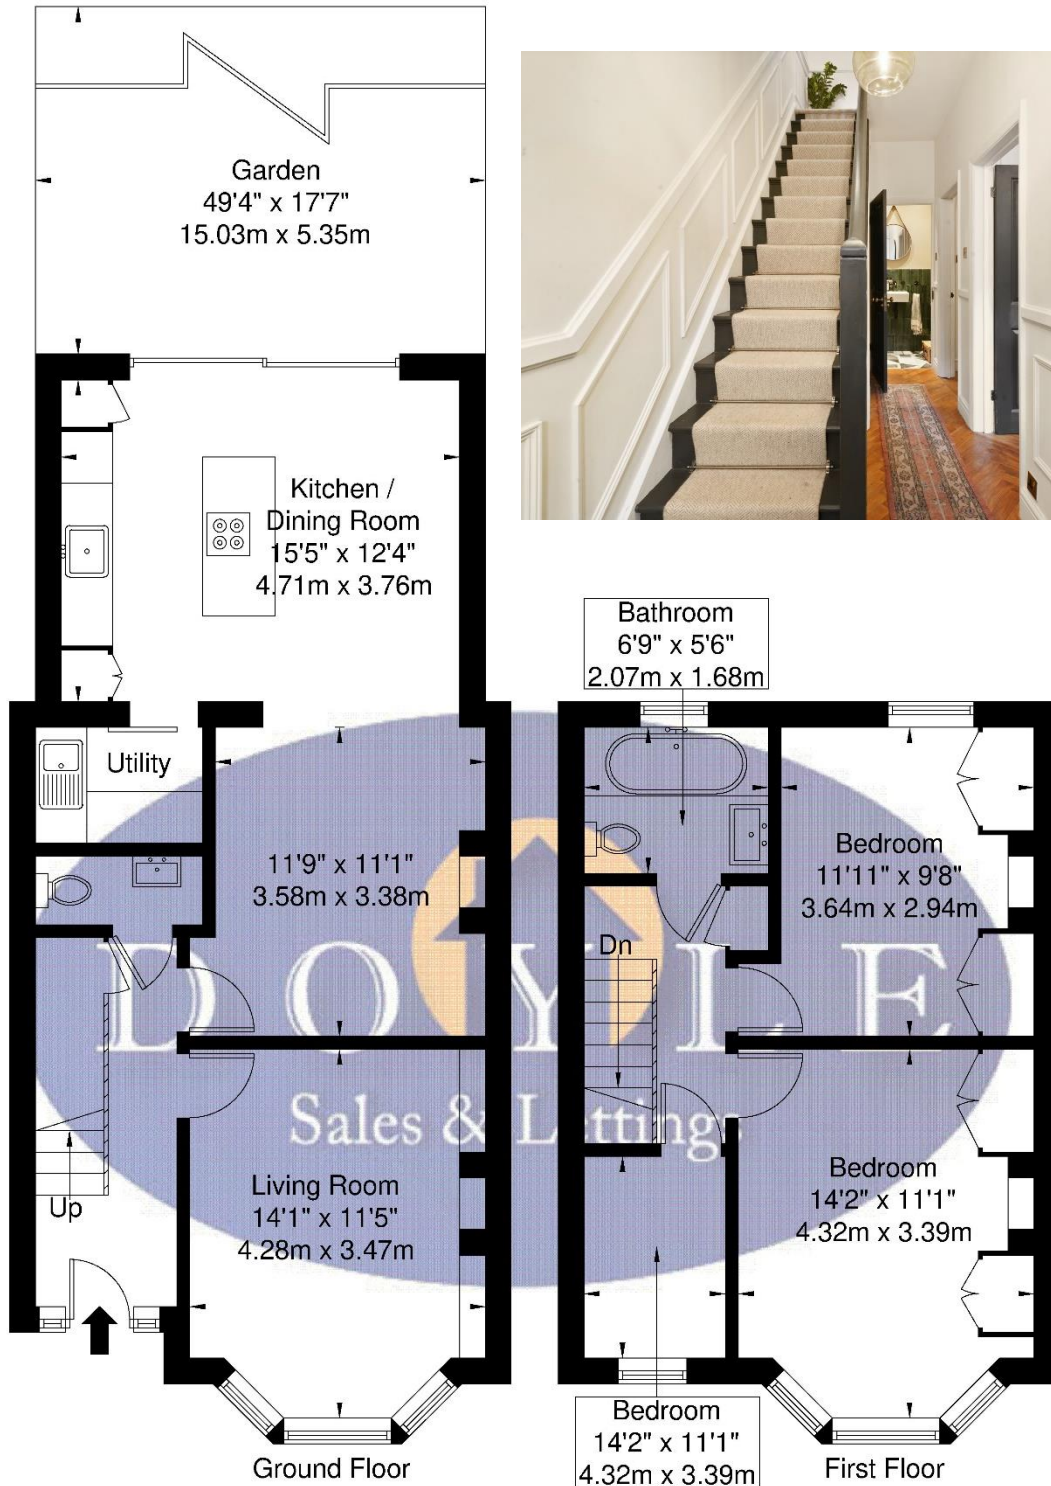 Garden
49'4" x 17'7"
15.03m x 5.35m
Kitchen /
Dining Room
15'5" x 12'4"
4.71m x 3.76m
Utility
11'9" x 11'1"
3.58m x 3.38m
Living Room
14'1" x 11'5"
4.28m x 3.47m
Up
Ground Floor
Bathroom
6'9" x 5'6"
2.07m x 1.68m
Bedroom
11'11" x 9'8"
3.64m x 2.94m
Dn
Bedroom
14'2" x 11'1"
4.32m x 3.39m
Bedroom
14'2" x 11'1"
4.32m x 3.39m
First Floor
DOYLE
Sales & Lettings